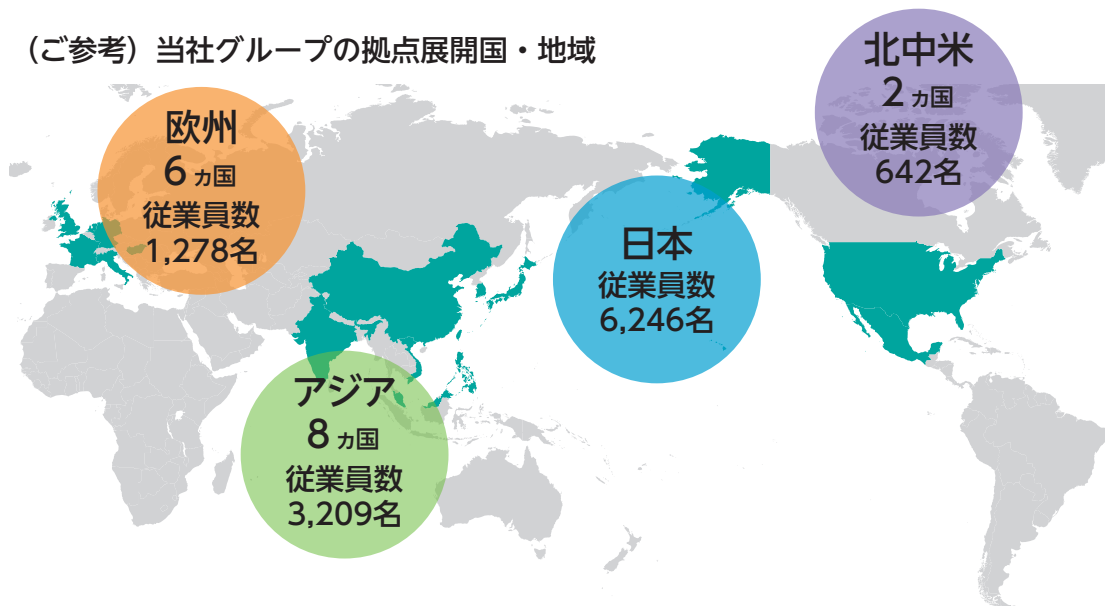 （ご参考）当社グループの拠点展開国・地域
欧州
6 ヵ国
従業員数
1,278名
アジア
8 ヵ国
従業員数
3,209名
日本
従業員数
6,246名
北中米
2 ヵ国
従業員数
642名